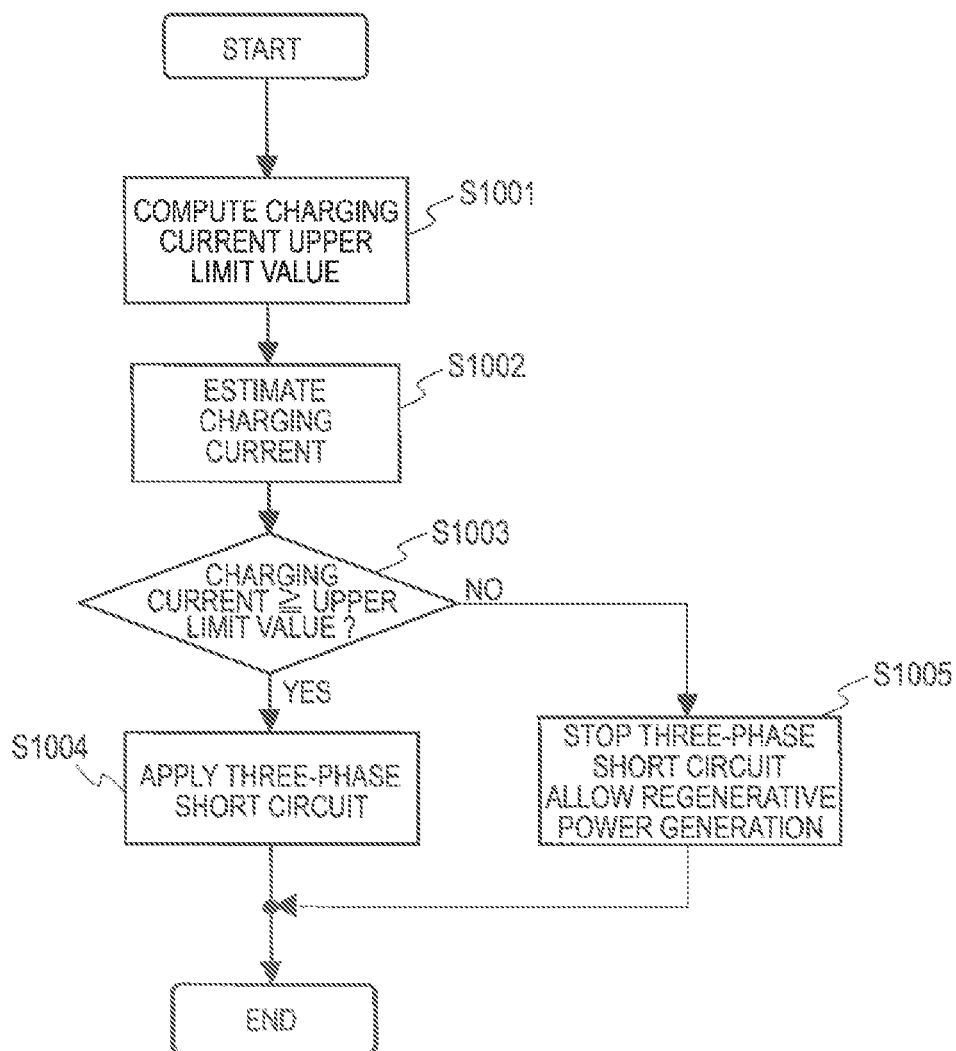 START
S1001
COMPUTE CHARGING
CURRENT UPPER
LIMIT VALUE
S1002
ESTIMATE
CHARGING
CURRENT
S1003
CHARGING
CURRENT ≧ UPPER
LIMIT VALUE ?
NO
YES
S1004
APPLY THREE-PHASE
SHORT CIRCUIT
S1005
STOP THREE-PHASE
SHORT CIRCUIT
ALLOW REGENERATIVE
POWER GENERATION
END